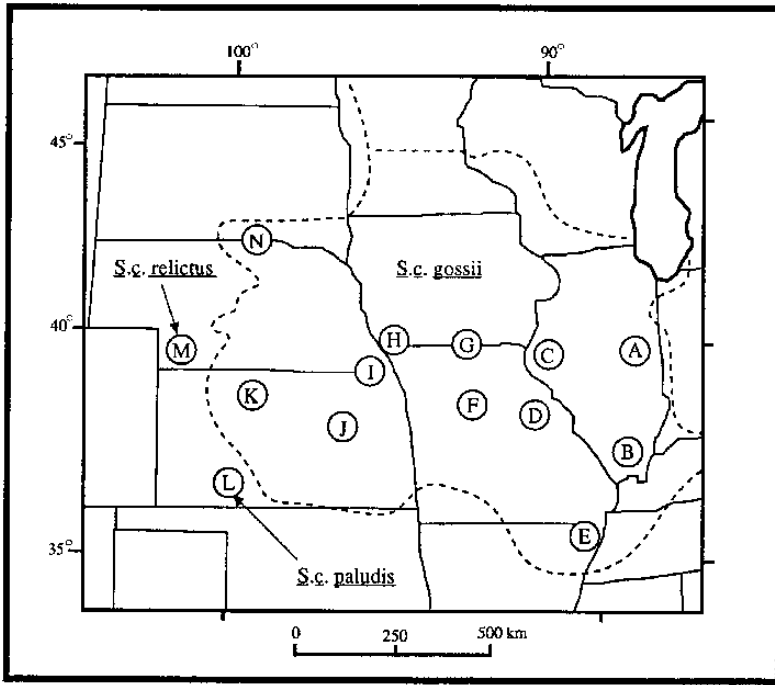 100° 90°
45°
N
S.c. relictus S.c. gossii
40°
M H G C A
I
K F D
J
B
L
35° E
S.c. paludis
0 250 500 km